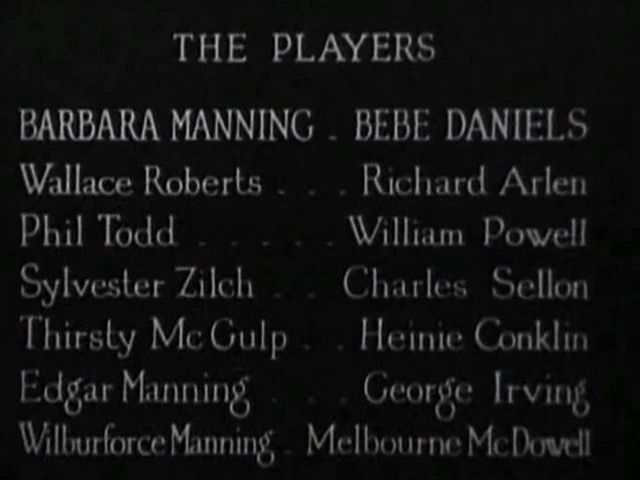 THE PLAYERS
BARBARA MANNING . BEBE DANIELS
Wallace Roberts . . . Richard Arlen
Phil Todd . . . . . William Powell
Sylvester Zilch . . Charles Sellon
Thirsty McGulp . . Heinie Conklin
Edgar Manning . . . George Irving
Wilburforce Manning . Melbourne McDowell